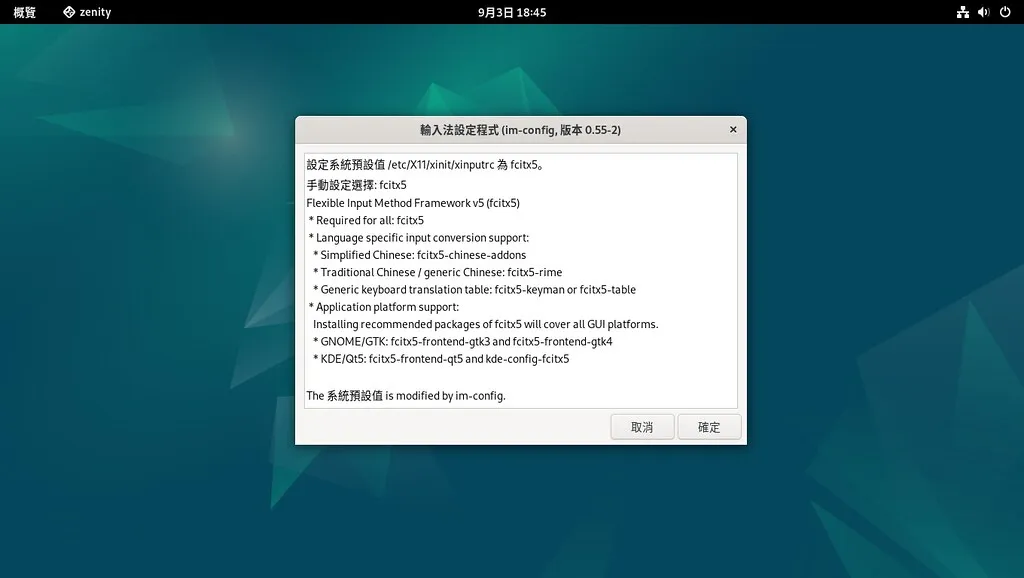 概覽 zenity 9月3日 18:45
輸入法設定程式 (im-config, 版本 0.55-2)
設定系統預設值 /etc/X11/xinit/xinputrc 為 fcitx5。
手動設定選擇: fcitx5
Flexible Input Method Framework v5 (fcitx5)
* Required for all: fcitx5
* Language specific input conversion support:
* Simplified Chinese: fcitx5-chinese-addons
* Traditional Chinese / generic Chinese: fcitx5-rime
* Generic keyboard translation table: fcitx5-keyman or fcitx5-table
* Application platform support:
Installing recommended packages of fcitx5 will cover all GUI platforms.
* GNOME/GTK: fcitx5-frontend-gtk3 and fcitx5-frontend-gtk4
* KDE/Qt5: fcitx5-frontend-qt5 and kde-config-fcitx5
The 系統預設值 is modified by im-config.
取消 確定